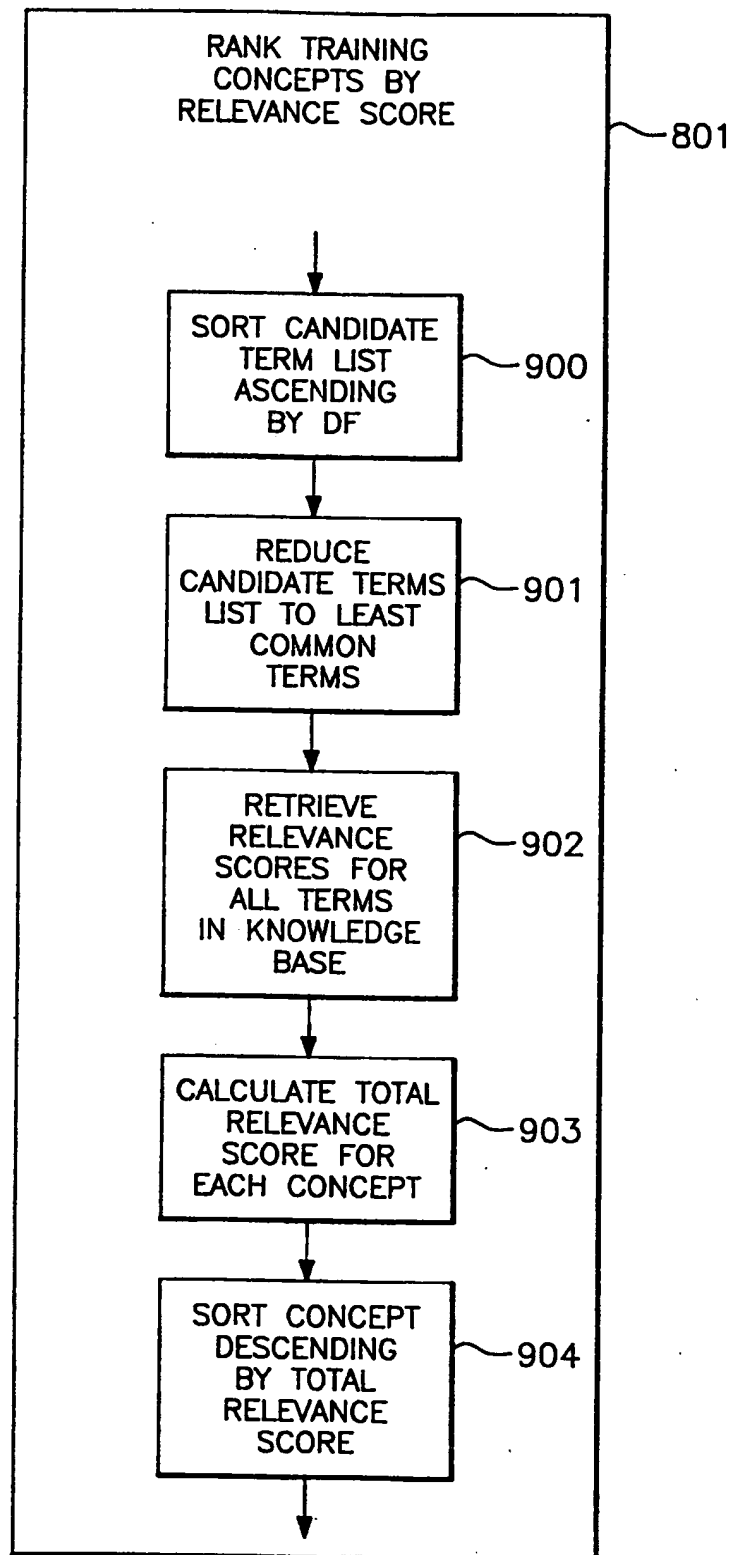 RANK TRAINING
CONCEPTS BY
RELEVANCE SCORE
801
SORT CANDIDATE
TERM LIST
ASCENDING
BY DF
900
REDUCE
CANDIDATE TERMS
LIST TO LEAST
COMMON
TERMS
901
RETRIEVE
RELEVANCE
SCORES FOR
ALL TERMS
IN KNOWLEDGE
BASE
902
CALCULATE TOTAL
RELEVANCE
SCORE FOR
EACH CONCEPT
903
SORT CONCEPT
DESCENDING
BY TOTAL
RELEVANCE
SCORE
904